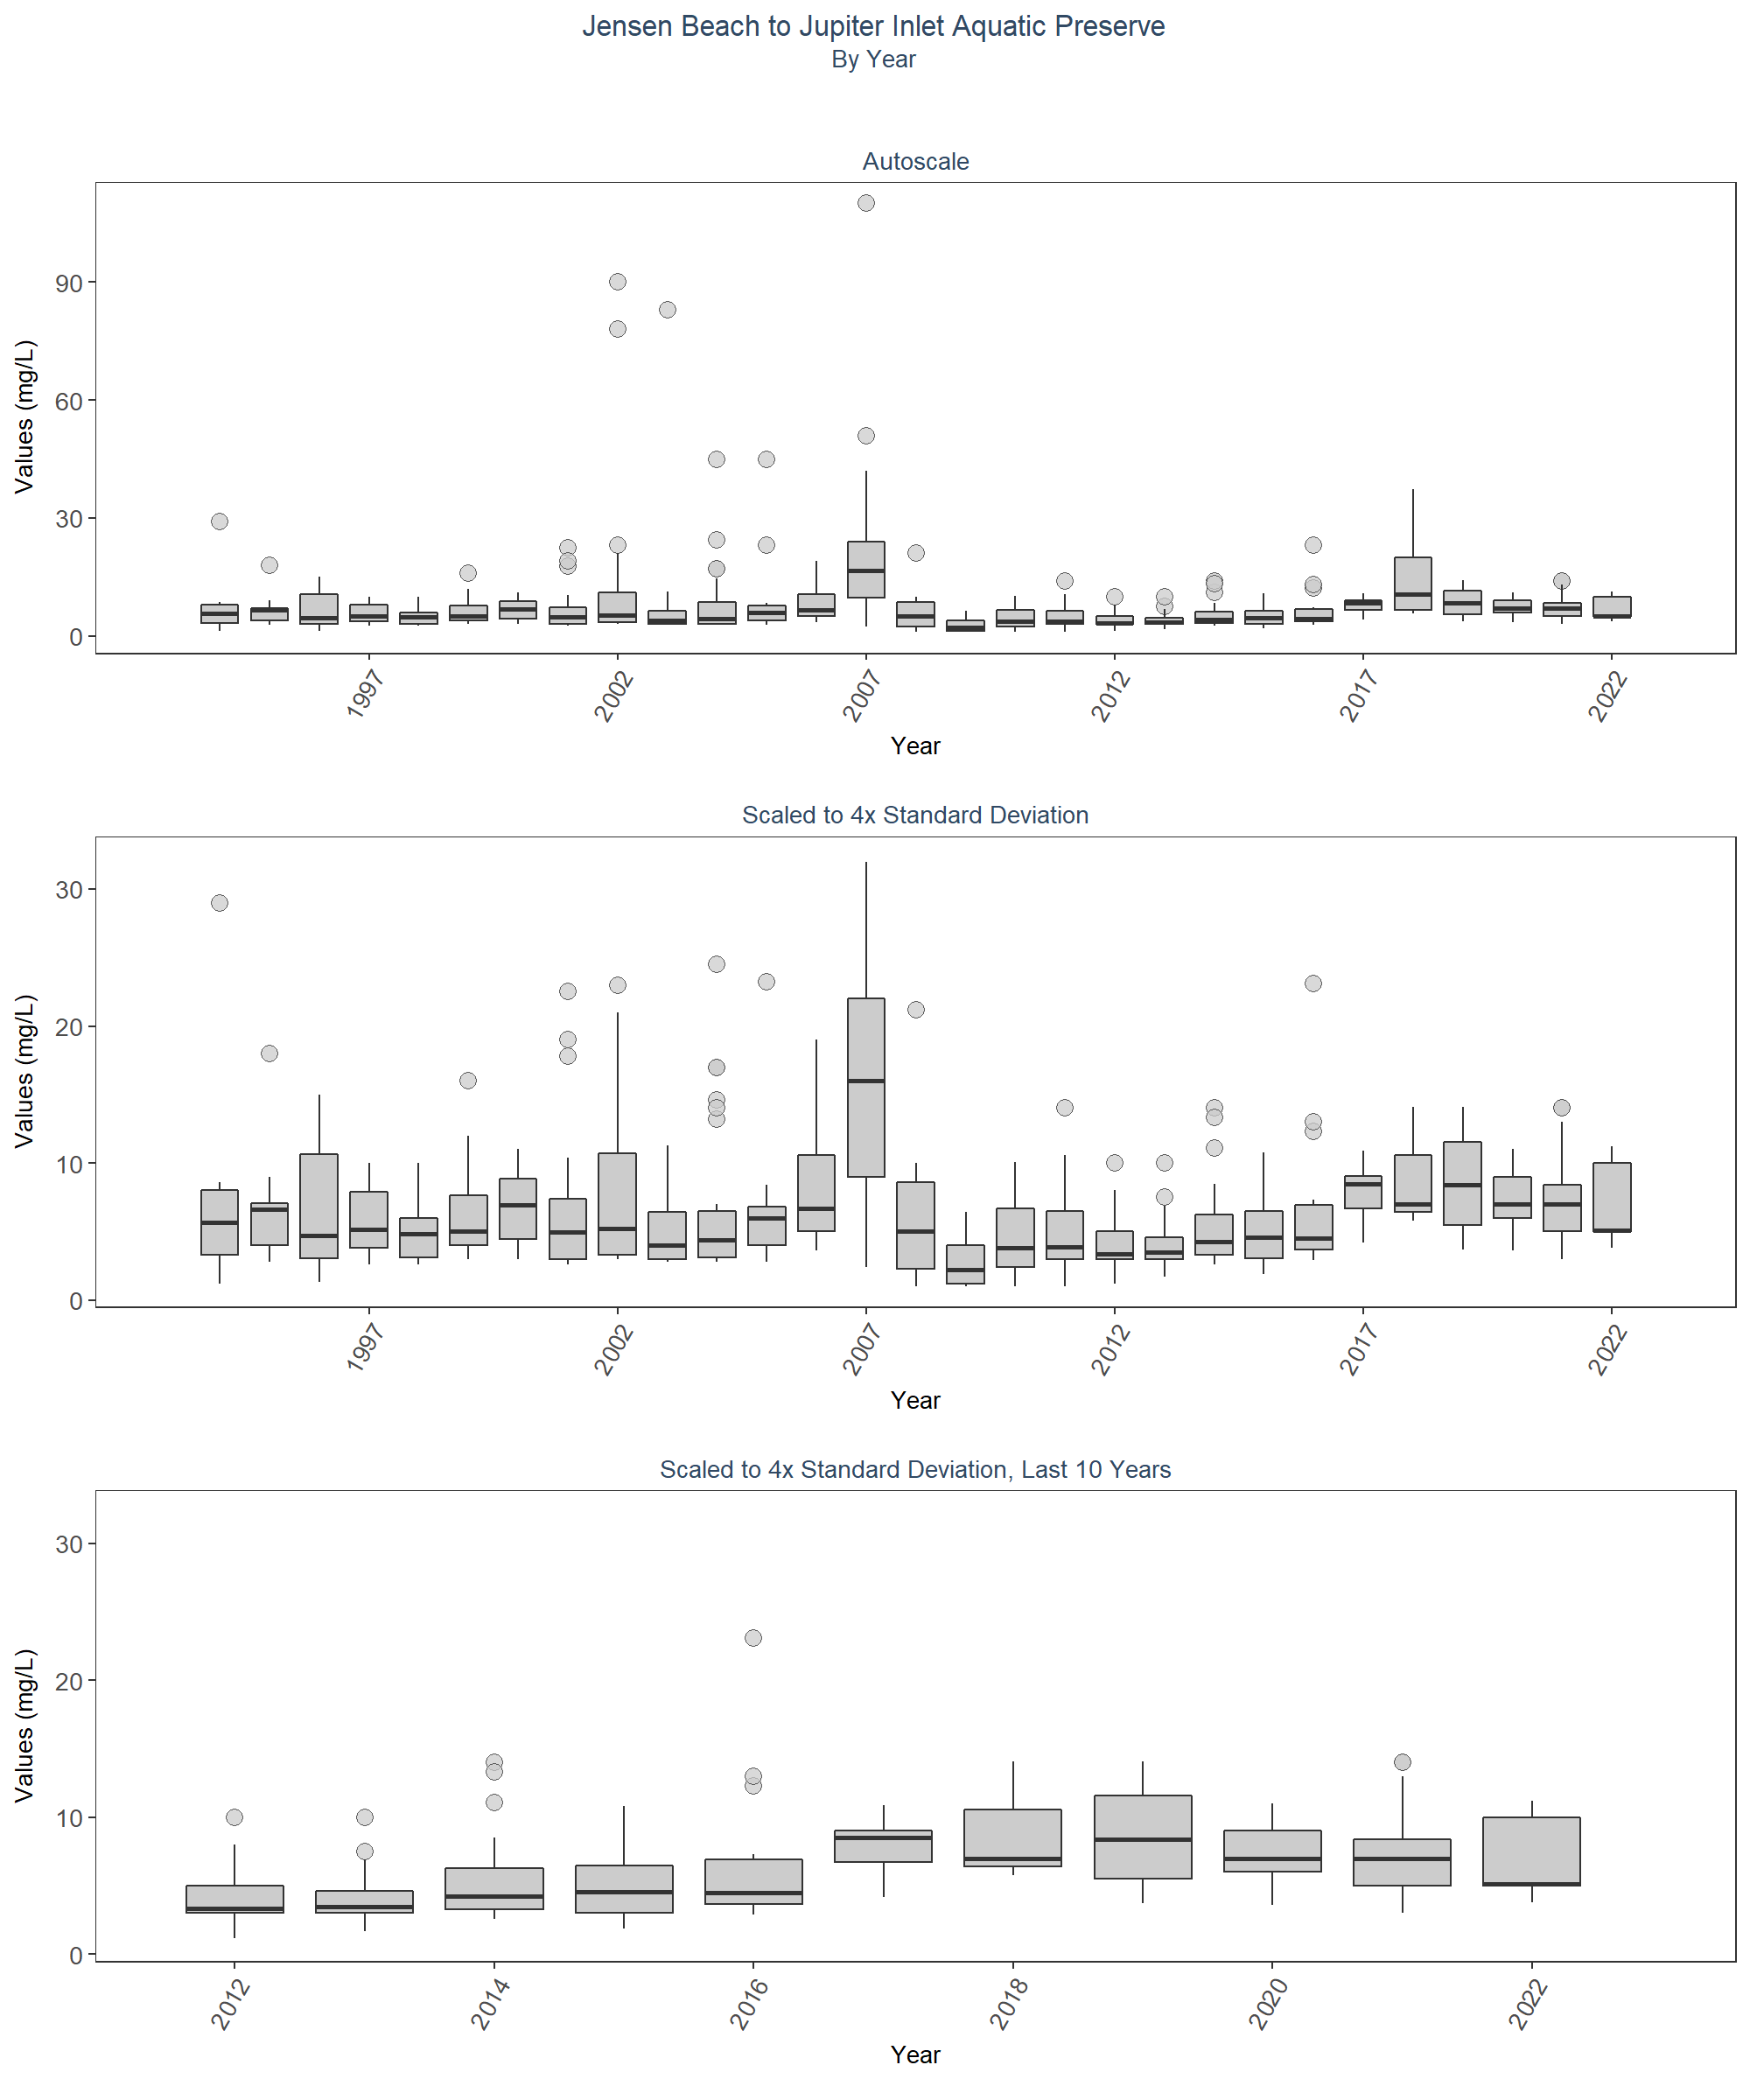 Jensen Beach to Jupiter Inlet Aquatic Preserve
By Year
Autoscale
Values (mg/L)
90
60
30
0
1997
2002
2007
2012
2017
2022
Year
Scaled to 4x Standard Deviation
Values (mg/L)
30
20
10
0
1997
2002
2007
2012
2017
2022
Year
Scaled to 4x Standard Deviation, Last 10 Years
Values (mg/L)
30
20
10
0
2012
2014
2016
2018
2020
2022
Year